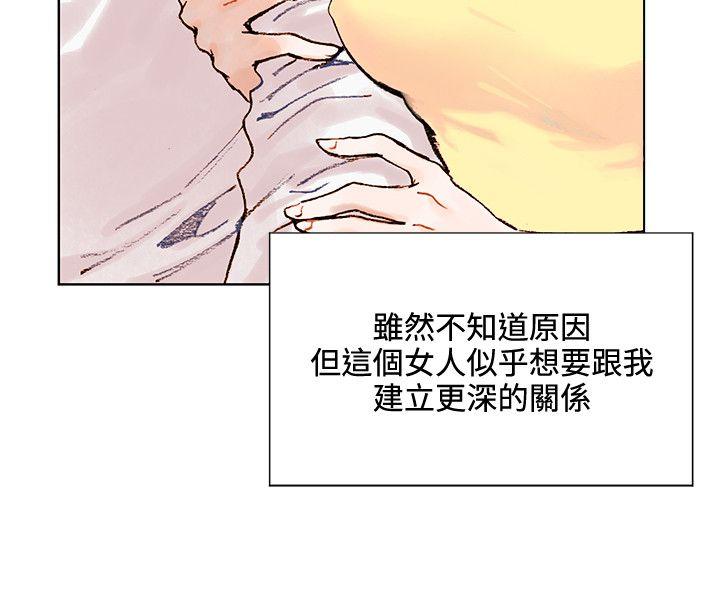 雖然不知道原因
但這個女人似乎想要跟我
建立更深的關係